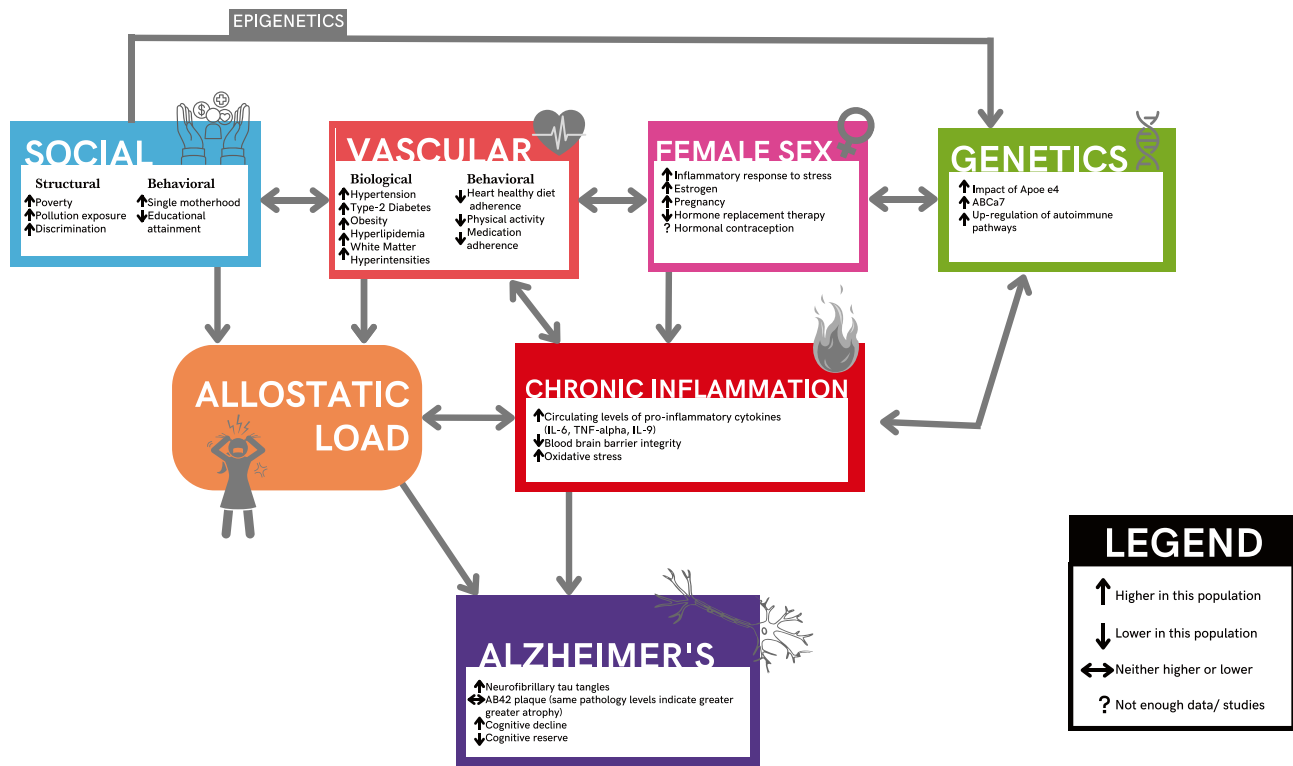 EPIGENETICS
SOCIAL
Structural
↑Poverty
↑Pollution exposure
↑Discrimination
Behavioral
↑Single motherhood
↓Educational
attainment
VASCULAR
Biological
↑Hypertension
↑Type-2 Diabetes
↑Obesity
↑Hyperlipidemia
↑White Matter
Hyperintensities
Behavioral
↓Heart healthy diet
adherence
↓Physical activity
↓Medication
adherence
FEMALE SEX
↑Inflammatory response to stress
↑Estrogen
↑Pregnancy
↓Hormone replacement therapy
? Hormonal contraception
GENETICS
↑Impact of Apoe e4
↑ABCa7
↑Up-regulation of autoimmune
pathways
ALLOSTATIC
LOAD
CHRONIC INFLAMMATION
↑Circulating levels of pro-inflammatory cytokines
(IL-6, TNF-alpha, IL-9)
↓Blood brain barrier integrity
↑Oxidative stress
ALZHEIMER'S
↑Neurofibrillary tau tangles
↔AB42 plaque (same pathology levels indicate greater
greater atrophy)
↑Cognitive decline
↓Cognitive reserve
LEGEND
↑ Higher in this population
↓ Lower in this population
↔ Neither higher or lower
? Not enough data/ studies